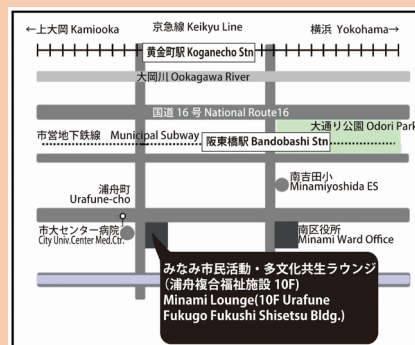 ←上大岡 Kamiooka 京急線 Keikyu Line 横浜 Yokohama→
黄金町駅 Koganecho Stn
大岡川 Ookagawa River
国道 16 号 National Route16
大通り公園 Odori Park
市営地下鉄線 Municipal Subway
阪東橋駅 Bandobashi Stn
南吉田小
Minamiyoshida ES
浦舟町
Urafune-cho
市大センター病院
City Univ.Center Med.Ctr.
南区役所
Minami Ward Office
みなみ市民活動・多文化共生ラウンジ
(浦舟複合福祉施設 10F)
Minami Lounge(10F Urafune
Fukugo Fukushi Shisetsu Bldg.)